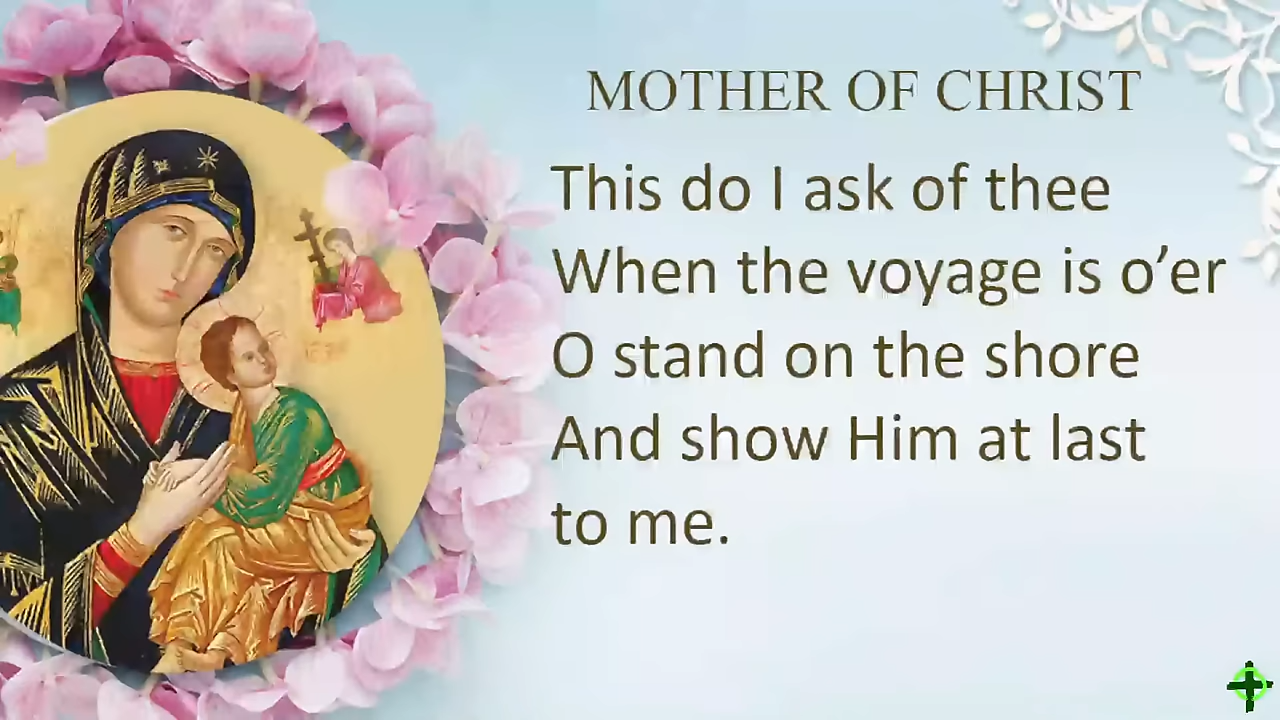 MOTHER OF CHRIST
This do I ask of thee
When the voyage is o’er
O stand on the shore
And show Him at last
to me.